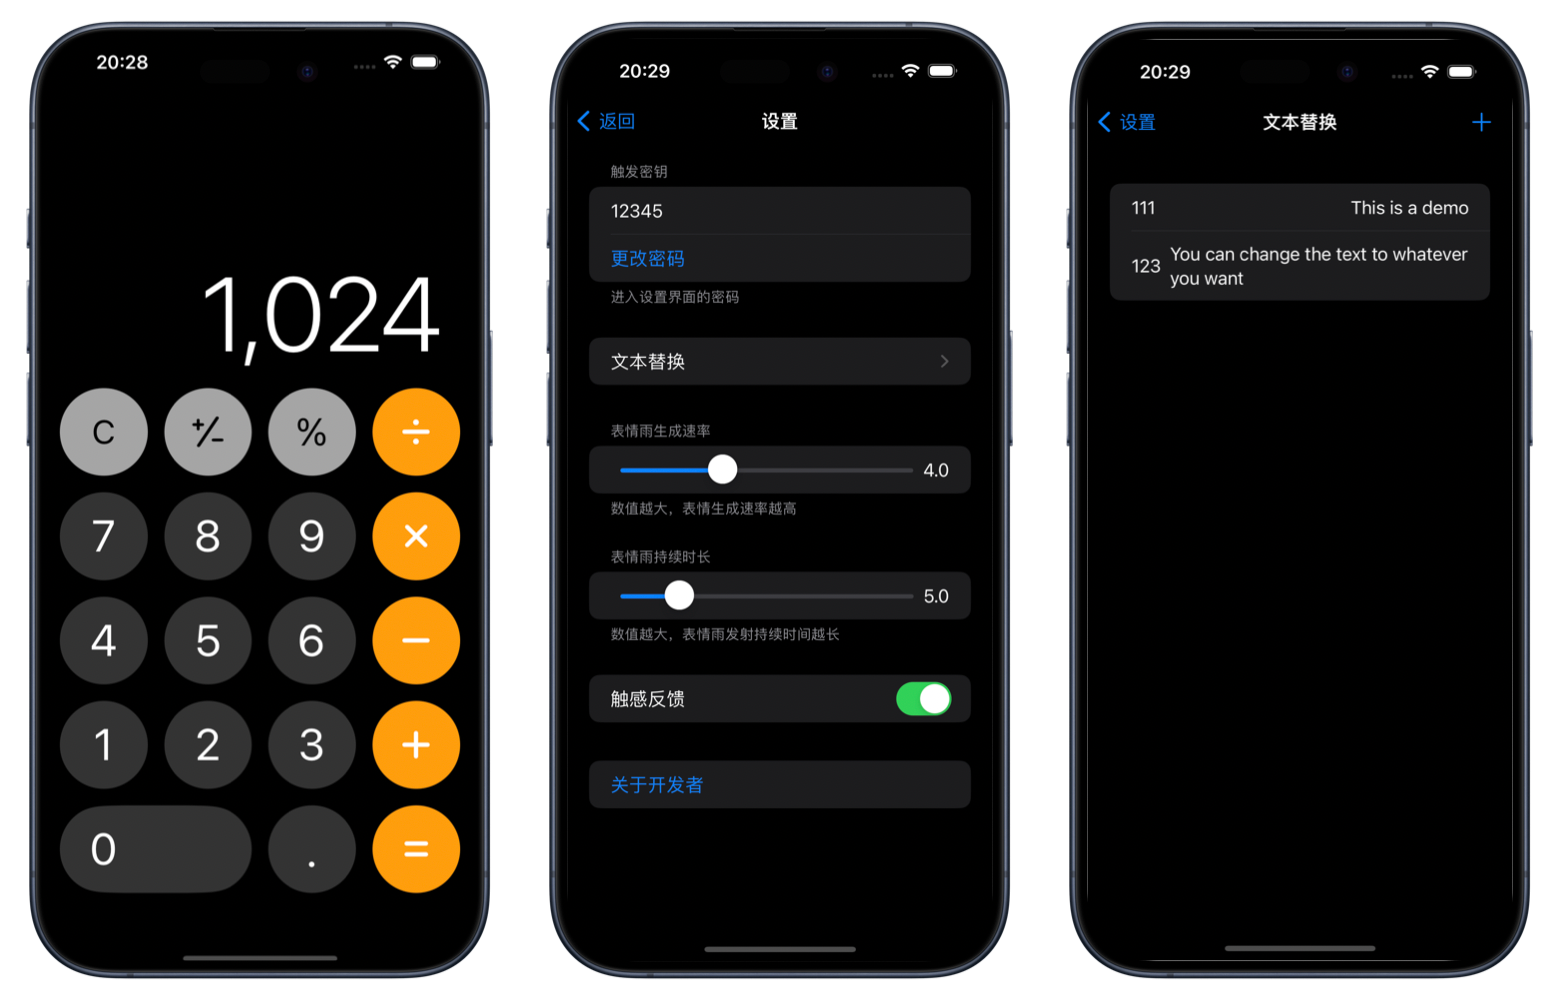 20:28
1,024
C
+/−
%
÷
7
8
9
×
4
5
6
−
1
2
3
+
0
.
=
20:29
返回
设置
触发密钥
12345
更改密码
进入设置界面的密码
文本替换
表情雨生成速率
4.0
数值越大，表情生成速率越高
表情雨持续时长
5.0
数值越大，表情雨发射持续时间越长
触感反馈
关于开发者
20:29
设置
文本替换
+
111
This is a demo
123
You can change the text to whatever
you want